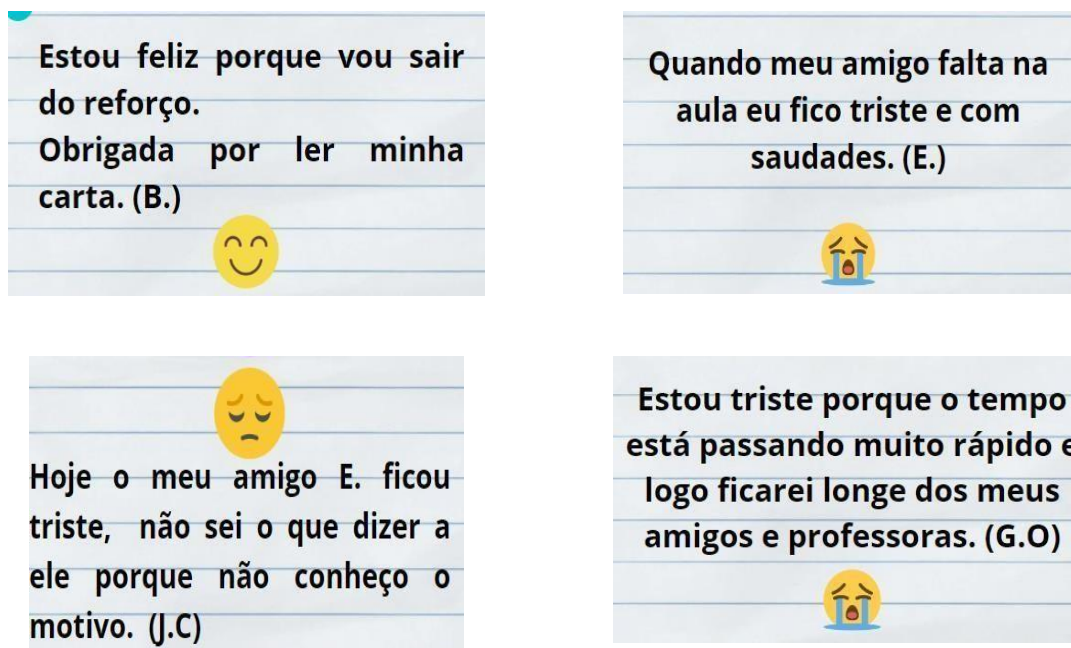 Estou feliz porque vou sair
do reforço.
Obrigada por ler minha
carta. (B.)
Quando meu amigo falta na
aula eu fico triste e com
saudades. (E.)
Hoje o meu amigo E. ficou
triste, não sei o que dizer a
ele porque não conheço o
motivo. (J.C)
Estou triste porque o tempo
está passando muito rápido e
logo ficarei longe dos meus
amigos e professoras. (G.O)